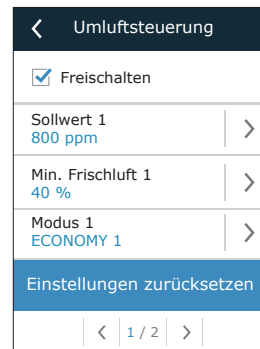 Umluftsteuerung
Freischalten
Sollwert 1
800 ppm
Min. Frischluft 1
40 %
Modus 1
ECONOMY 1
Einstellungen zurücksetzen
1 / 2